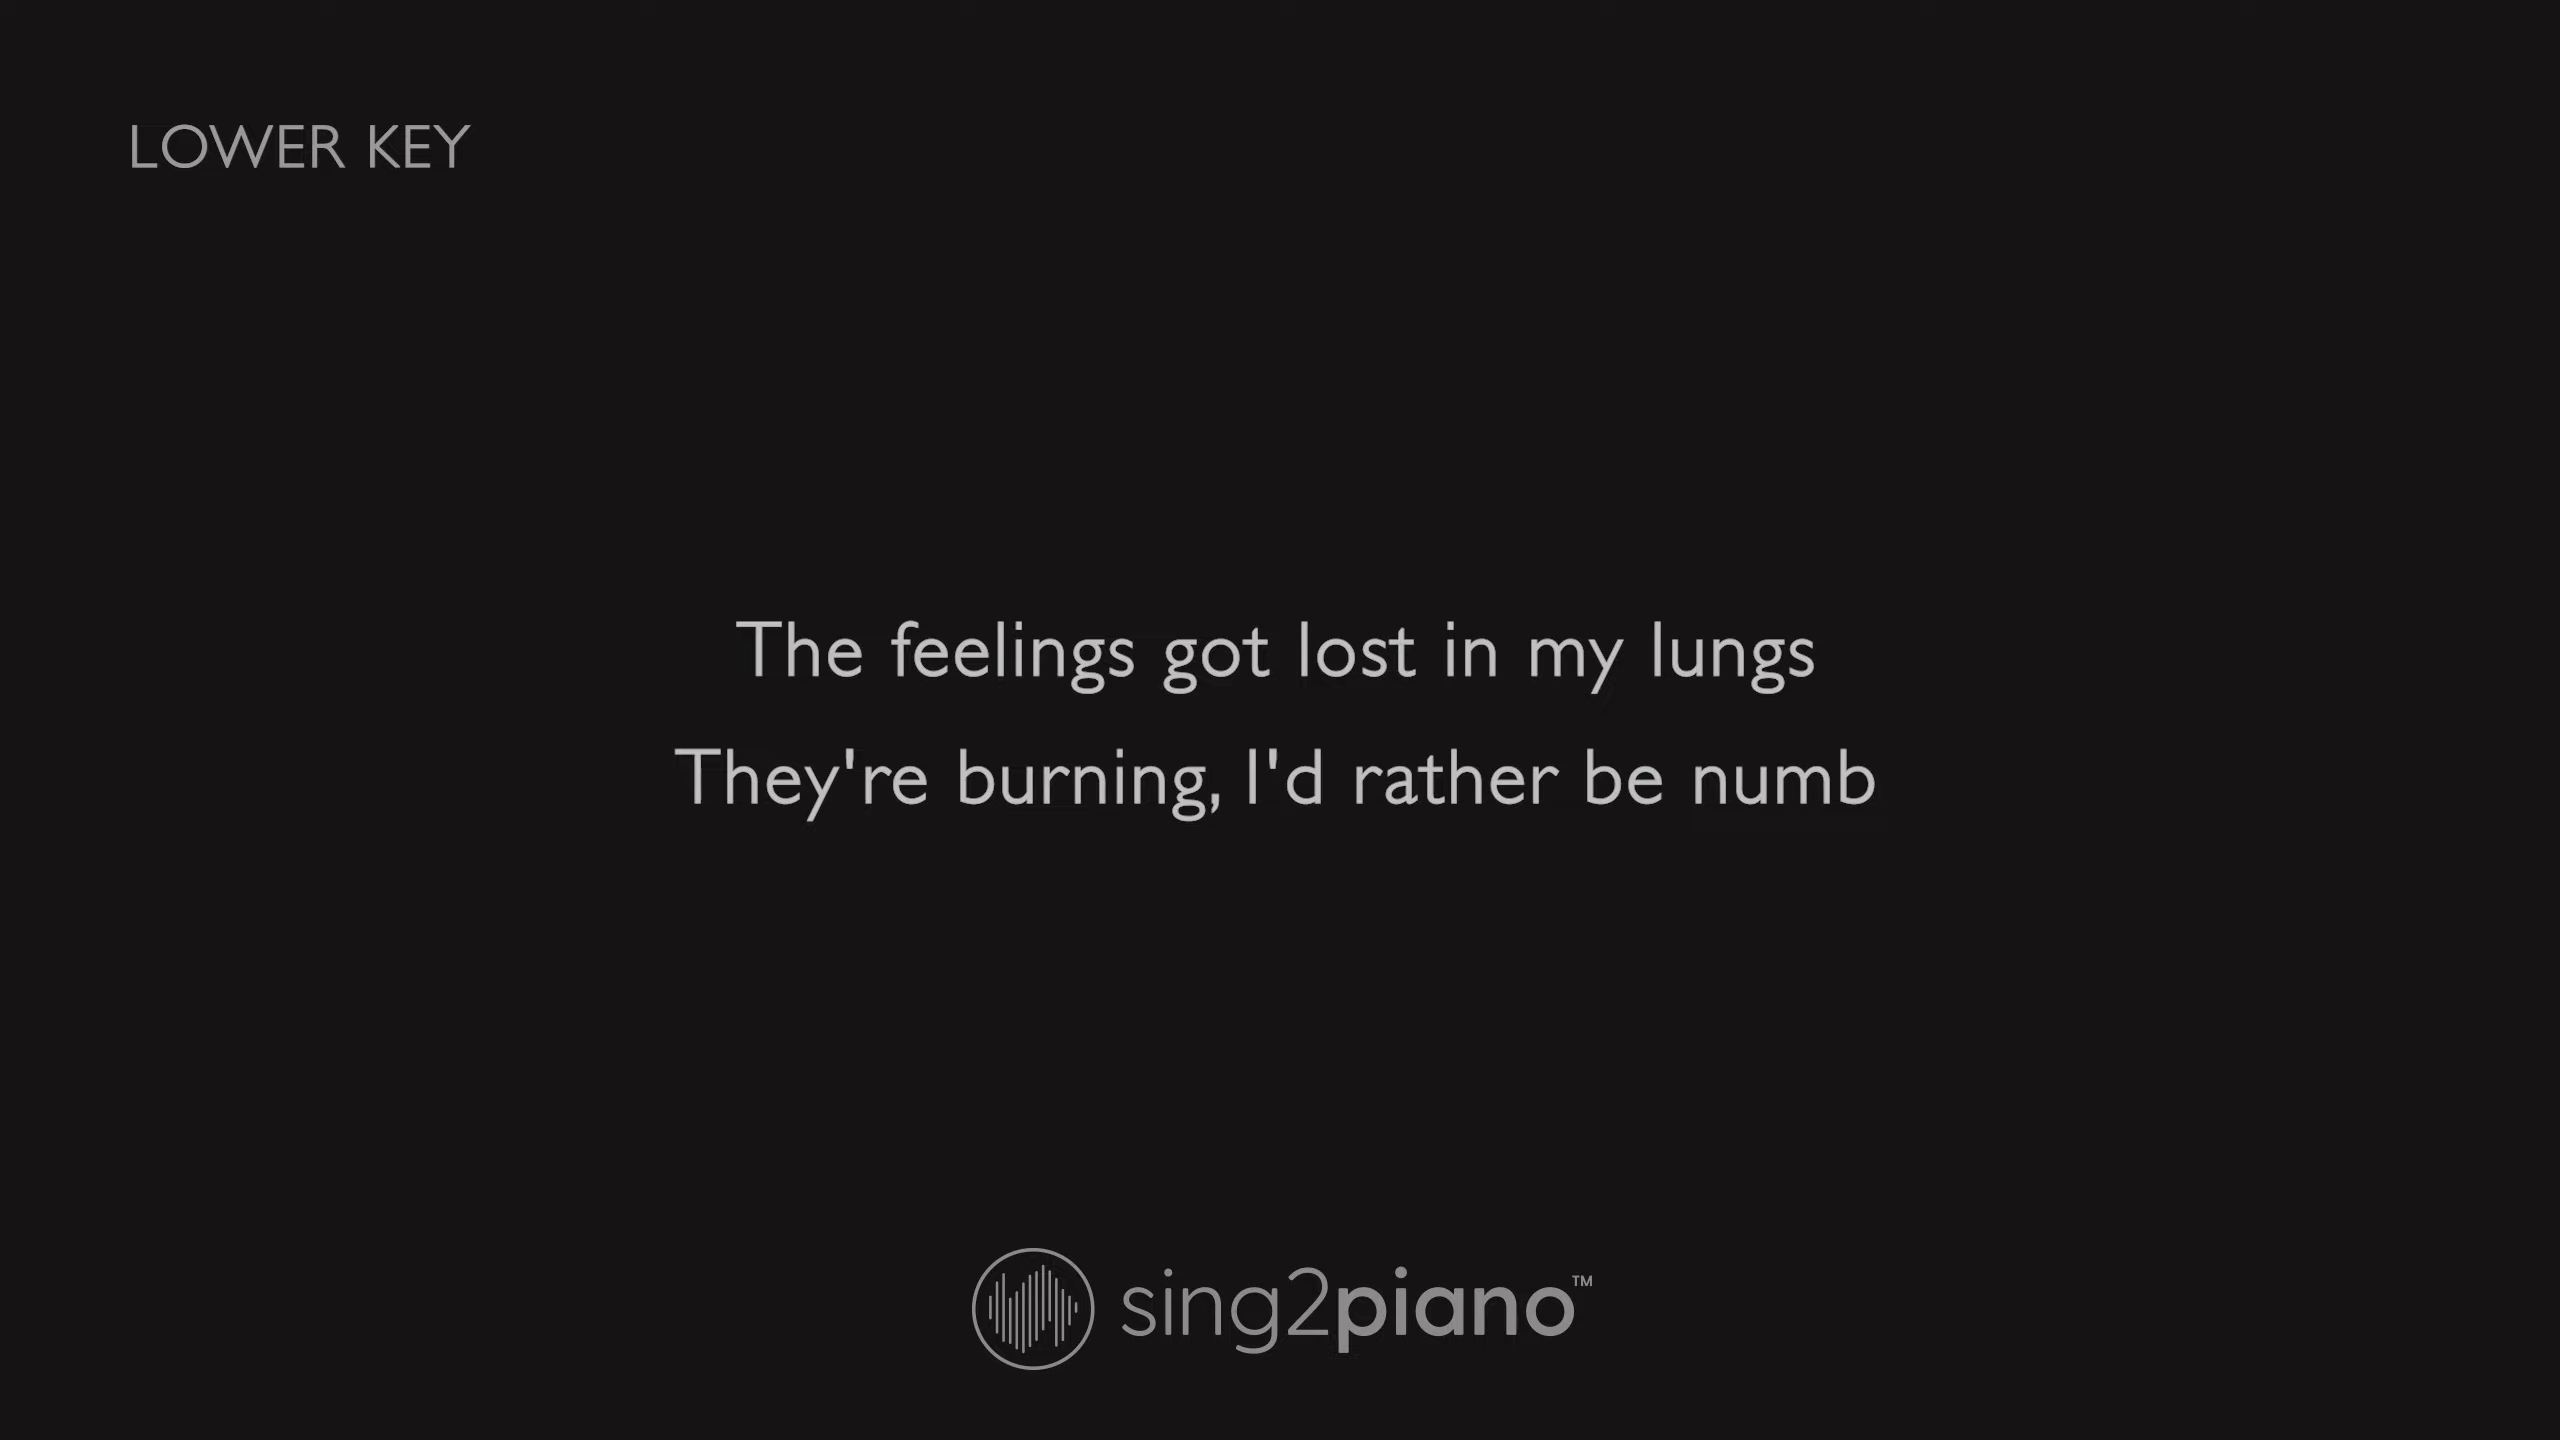 LOWER KEY
The feelings got lost in my lungs
They're burning, I'd rather be numb
sing2piano™